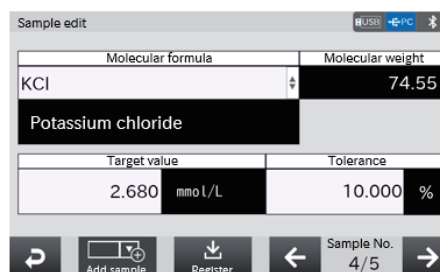 Sample edit USB PC
Molecular formula Molecular weight
KCl 74.55
Potassium chloride
Target value Tolerance
2.680 mmol/L 10.000 %
Sample No.
Add sample Register 4/5